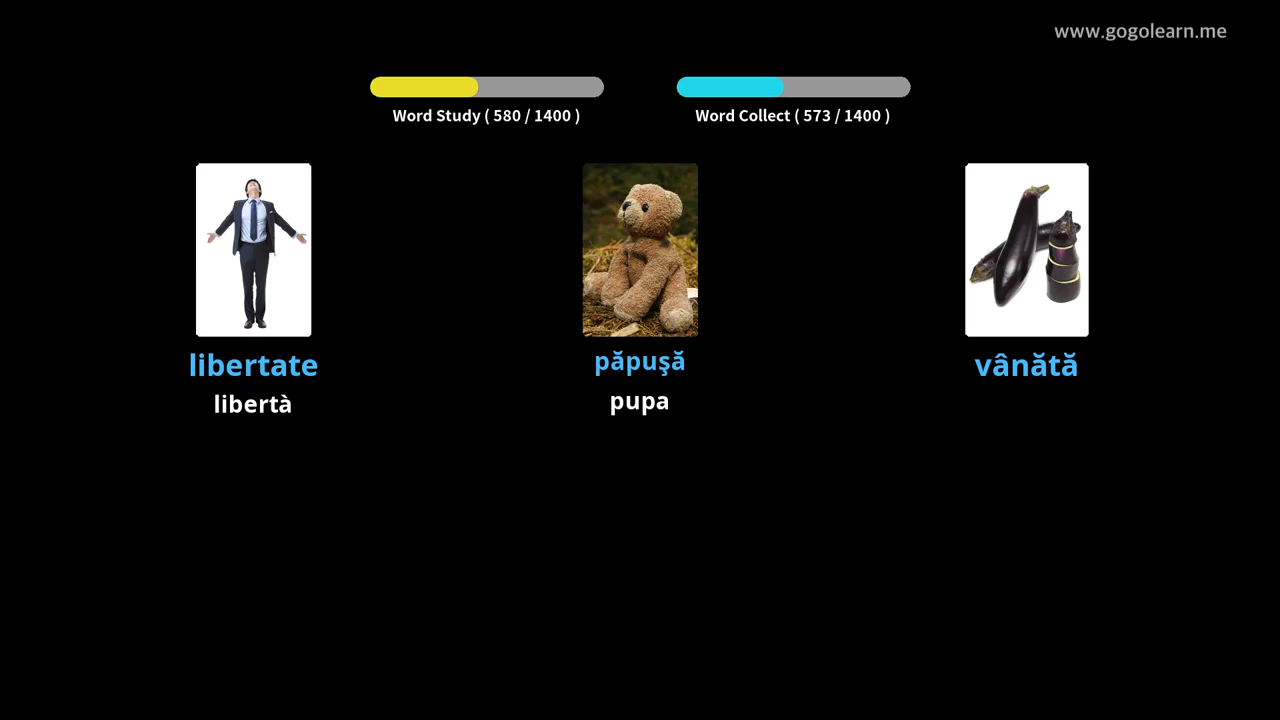 www.gogolearn.me
Word Study ( 580 / 1400 )
Word Collect ( 573 / 1400 )
libertate
libertà
păpuşă
pupa
vânătă